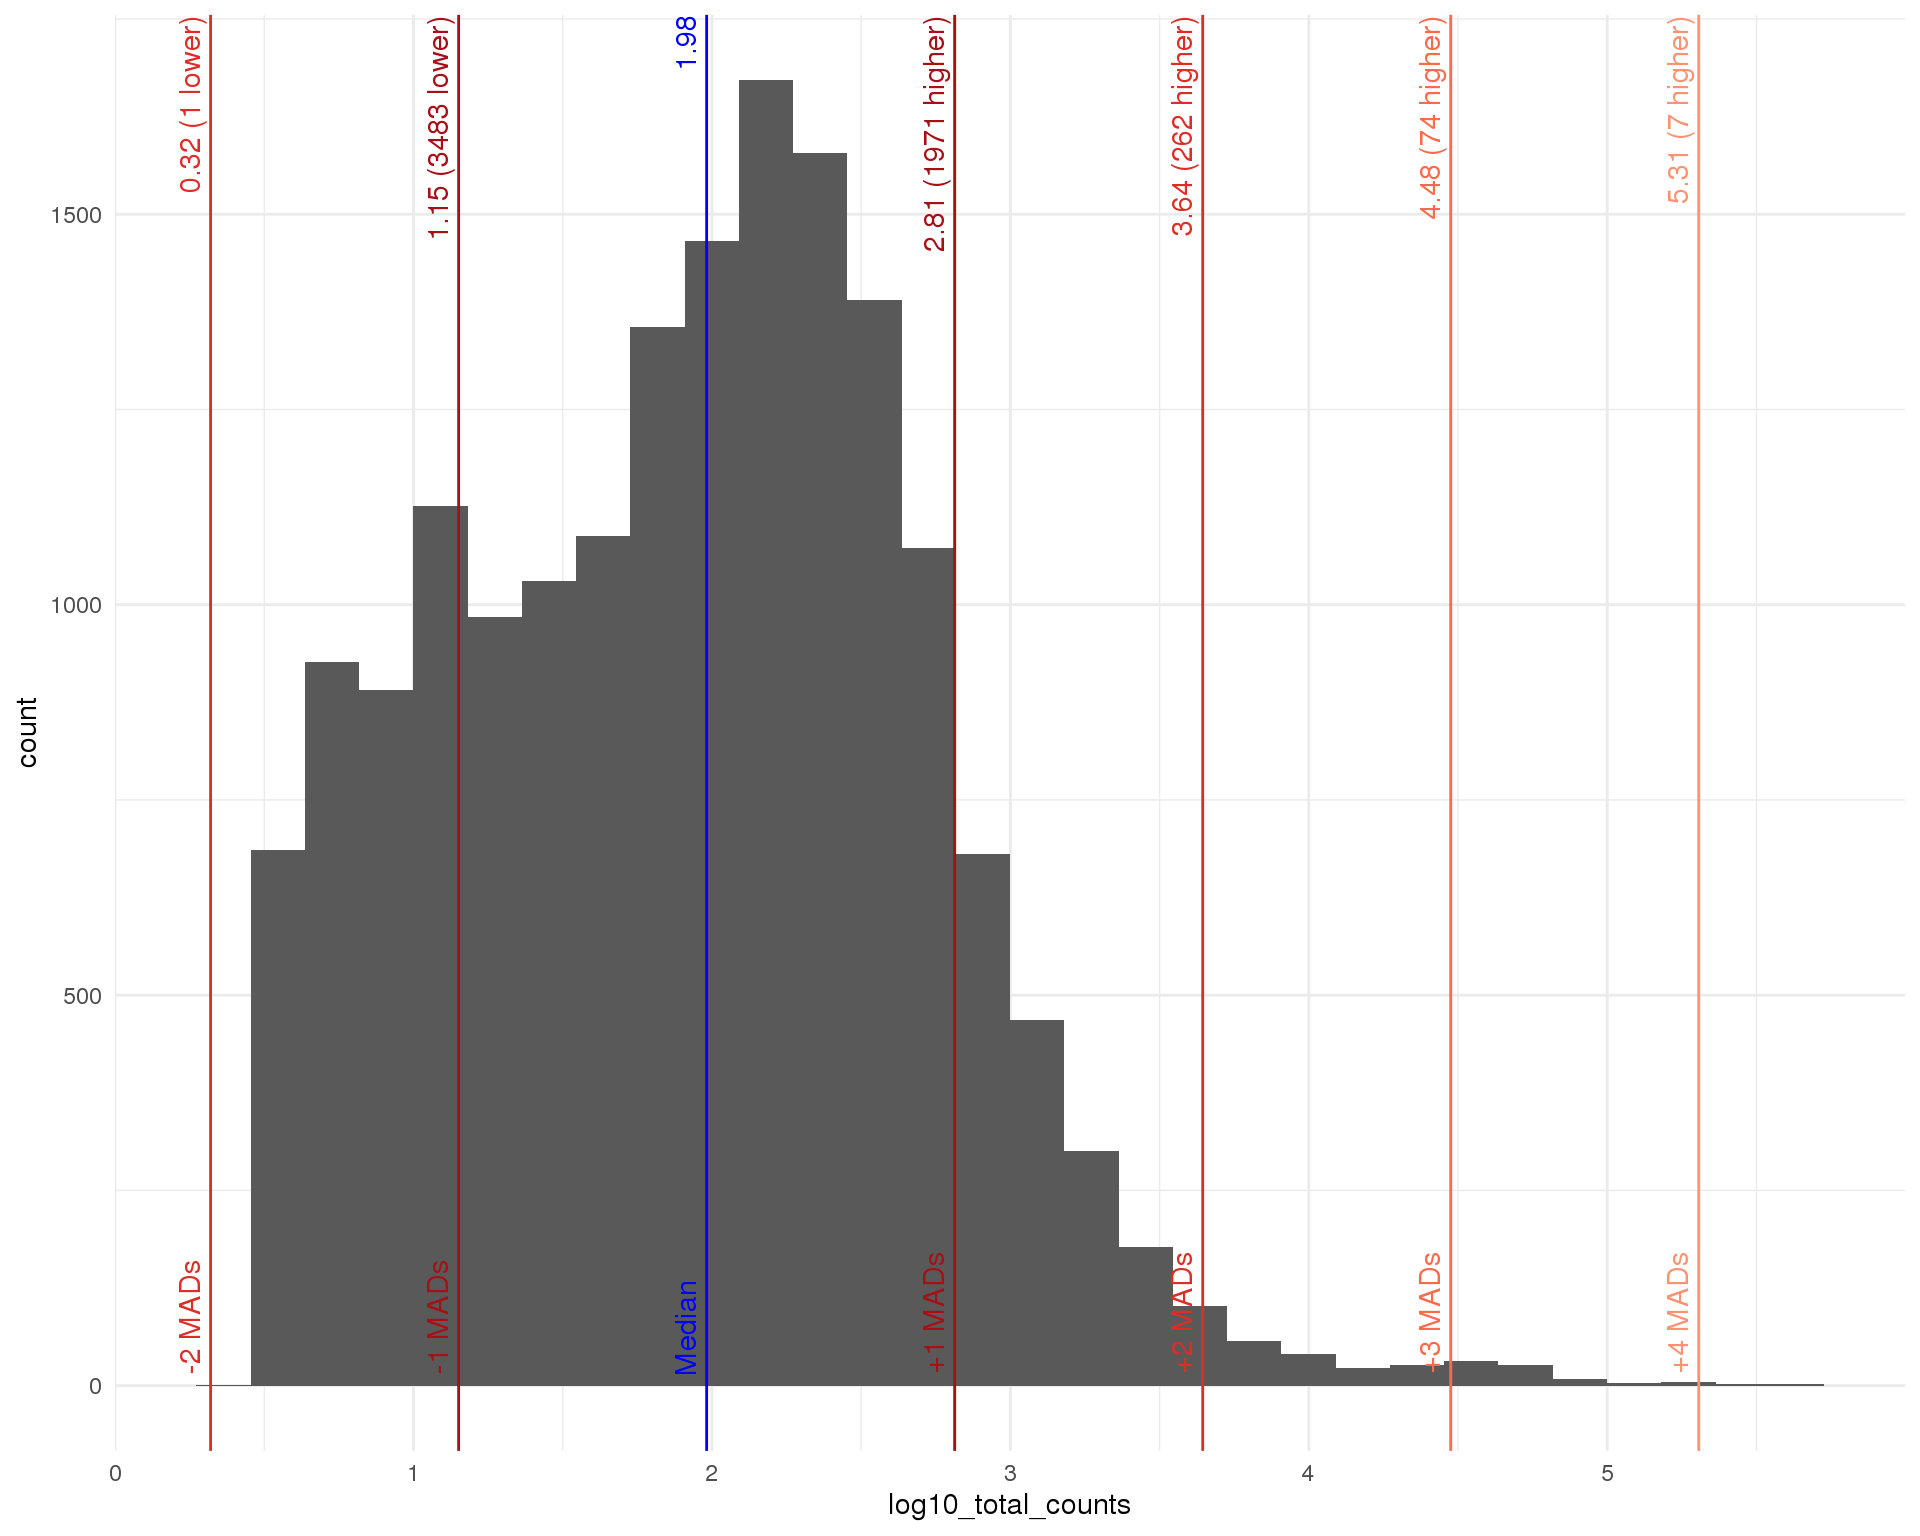 0.32 (1 lower)
1.15 (3483 lower)
1.98
2.81 (1971 higher)
3.64 (262 higher)
4.48 (74 higher)
5.31 (7 higher)
1500
1000
500
0
count
-2 MADs
-1 MADs
Median
+1 MADs
+2 MADs
+3 MADs
+4 MADs
0
1
2
3
4
5
log10_total_counts